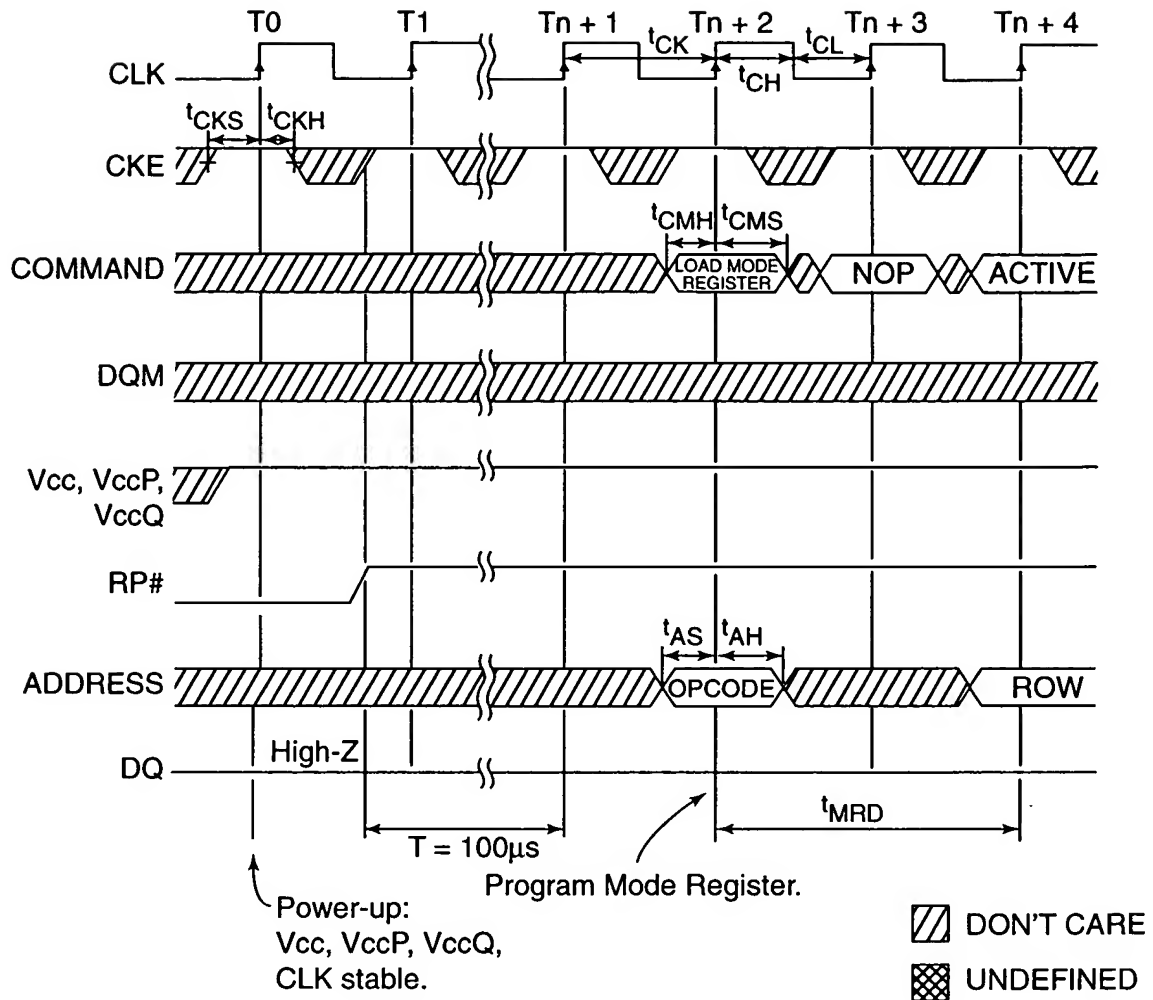 T0 T1 Tn + 1 Tn + 2 Tn + 3 Tn + 4
tCK tCL
CLK
tCH
tCKS tCKH
CKE
tCMH tCMS
COMMAND LOAD MODE REGISTER NOP ACTIVE
DQM
Vcc, VccP,
VccQ
RP#
tAS tAH
ADDRESS OPCODE ROW
High-Z
DQ
tMRD
T = 100µs
Program Mode Register.
Power-up:
Vcc, VccP, VccQ,
CLK stable.
DON'T CARE
UNDEFINED